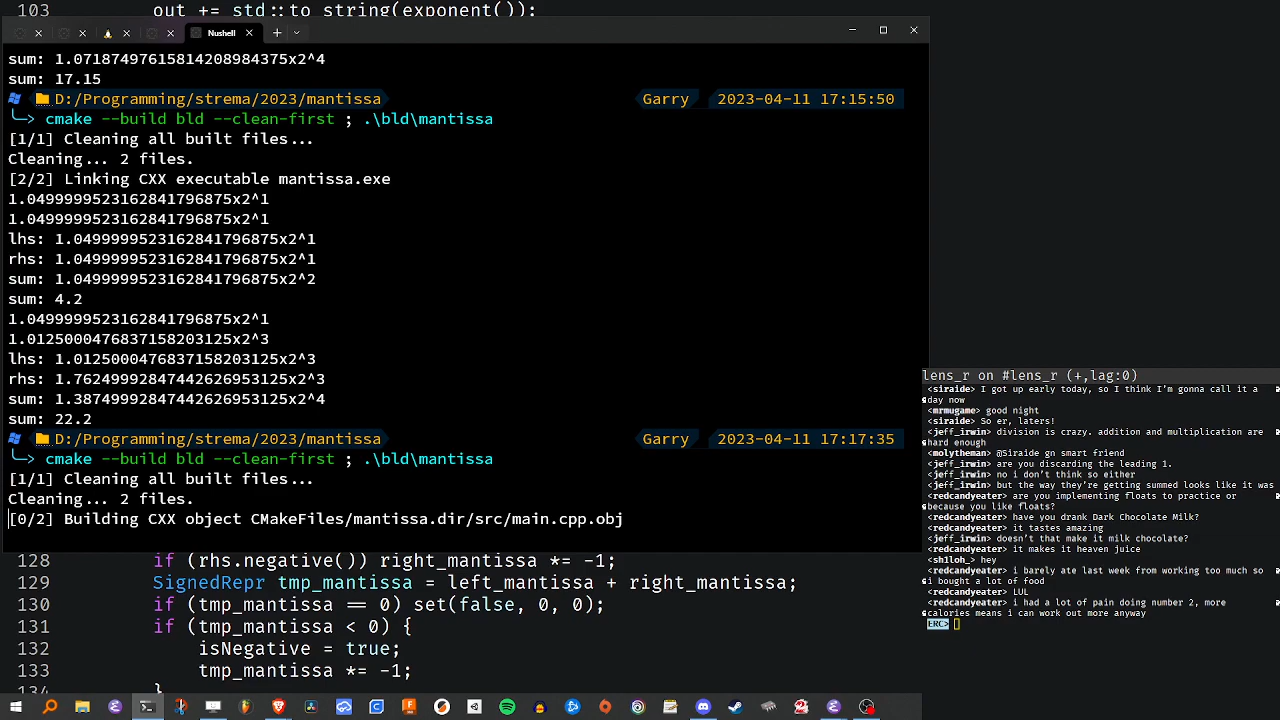 103         out += std::to_string(exponent());
Nushell
sum: 1.07187497615814208984375x2^4
sum: 17.15
D:/Programming/strema/2023/mantissa
Garry
2023-04-11 17:15:50
cmake --build bld --clean-first ; .\bld\mantissa
[1/1] Cleaning all built files...
Cleaning... 2 files.
[2/2] Linking CXX executable mantissa.exe
1.0499999523162841796875x2^1
1.0499999523162841796875x2^1
lhs: 1.0499999523162841796875x2^1
rhs: 1.0499999523162841796875x2^1
sum: 1.0499999523162841796875x2^2
sum: 4.2
1.0499999523162841796875x2^1
1.0125000476837158203125x2^3
lhs: 1.0125000476837158203125x2^3
rhs: 1.76249992847442626953125x2^3
sum: 1.38749992847442626953125x2^4
sum: 22.2
D:/Programming/strema/2023/mantissa
Garry
2023-04-11 17:17:35
cmake --build bld --clean-first ; .\bld\mantissa
[1/1] Cleaning all built files...
Cleaning... 2 files.
[0/2] Building CXX object CMakeFiles/mantissa.dir/src/main.cpp.obj
128         if (rhs.negative()) right_mantissa *= -1;
129         SignedRepr tmp_mantissa = left_mantissa + right_mantissa;
130         if (tmp_mantissa == 0) set(false, 0, 0);
131         if (tmp_mantissa < 0) {
132             isNegative = true;
133             tmp_mantissa *= -1;
134         }
lens_r on #lens_r (+,lag:0)
<siraide> I got up early today, so I think I'm gonna call it a
day now
<mrmugame> good night
<siraide> So er, laters!
<jeff_irwin> division is crazy. addition and multiplication are
hard enough
<molytheman> @Siraide gn smart friend
<jeff_irwin> are you discarding the leading 1.
<jeff_irwin> no i don't think so either
<jeff_irwin> but the way they're getting summed looks like it was
<redcandyeater> are you implementing floats to practice or
because you like floats?
<redcandyeater> have you drank Dark Chocolate Milk?
<redcandyeater> it tastes amazing
<jeff_irwin> doesn't that make it milk chocolate?
<redcandyeater> it makes it heaven juice
<shiloh_> hey
<redcandyeater> i barely ate last week from working too much so
i bought a lot of food
<redcandyeater> LUL
<redcandyeater> i had a lot of pain doing number 2, more
calories means i can work out more anyway
ERC>